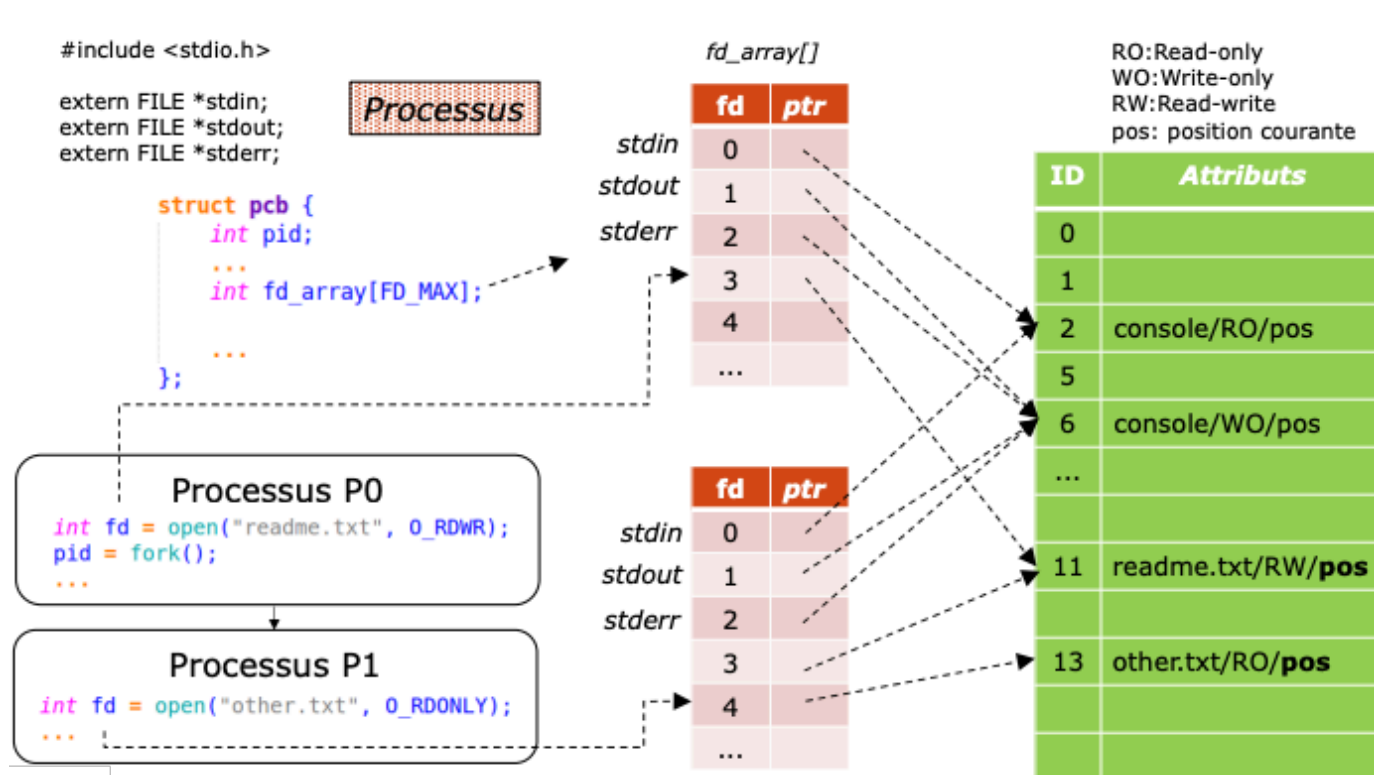 #include <stdio.h>
extern FILE *stdin;
extern FILE *stdout;
extern FILE *stderr;
Processus
struct pcb {
int pid;
...
int fd_array[FD_MAX];
...
};
Processus P0
int fd = open("readme.txt", O_RDWR);
pid = fork();
...
Processus P1
int fd = open("other.txt", O_RDONLY);
...
fd_array[]
fd ptr
stdin 0
stdout 1
stderr 2
3
4
...
fd ptr
stdin 0
stdout 1
stderr 2
3
4
...
RO:Read-only
WO:Write-only
RW:Read-write
pos: position courante
ID Attributs
0
1
2 console/RO/pos
5
6 console/WO/pos
...
11 readme.txt/RW/pos
13 other.txt/RO/pos